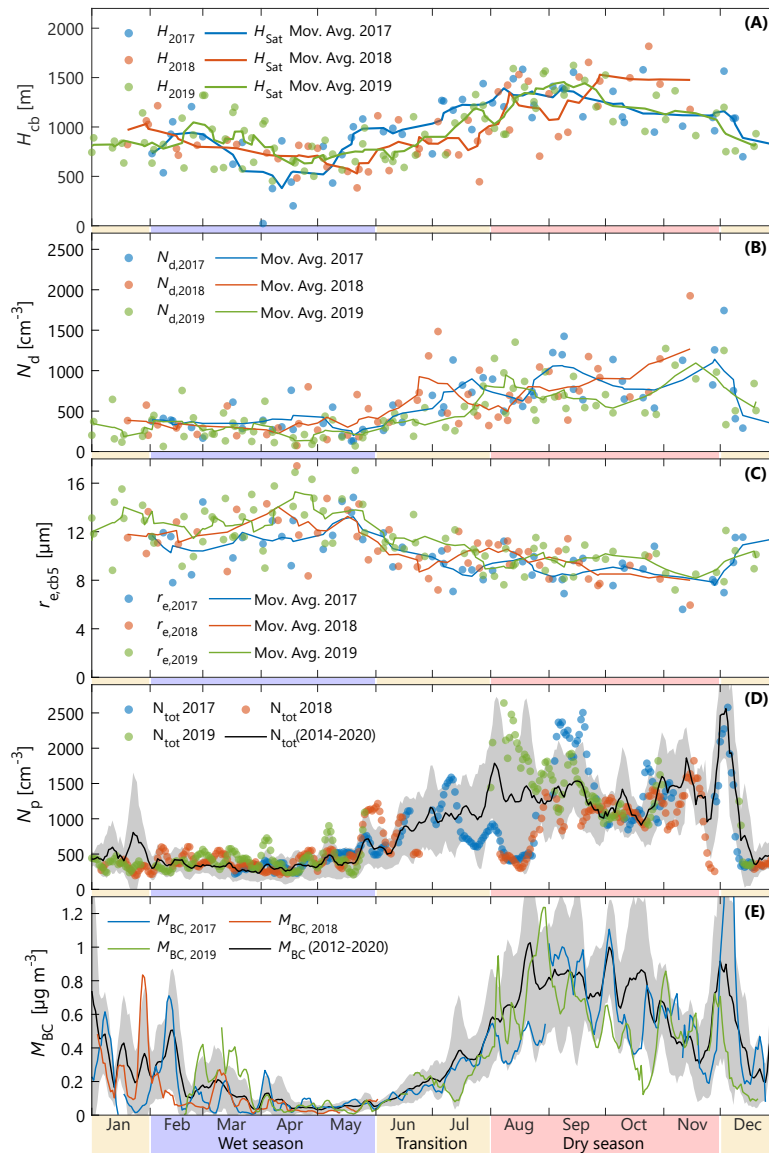 (A)
H2017 HSat Mov. Avg. 2017
H2018 HSat Mov. Avg. 2018
H2019 HSat Mov. Avg. 2019
Hcb [m]
2000
1500
1000
500
0
(B)
Nd,2017 Mov. Avg. 2017
Nd,2018 Mov. Avg. 2018
Nd,2019 Mov. Avg. 2019
Nd [cm-3]
2500
2000
1500
1000
500
0
(C)
re,cb5 [µm]
16
12
8
4
0
re,2017 Mov. Avg. 2017
re,2018 Mov. Avg. 2018
re,2019 Mov. Avg. 2019
(D)
Ntot 2017 Ntot 2018
Ntot 2019 Ntot(2014-2020)
Np [cm-3]
2500
2000
1500
1000
500
0
(E)
MBC, 2017 MBC, 2018
MBC, 2019 MBC (2012-2020)
MBC [µg m-3]
1.2
1
0.8
0.6
0.4
0.2
0
Jan Feb Mar Apr May Jun Jul Aug Sep Oct Nov Dec
Wet season Transition Dry season